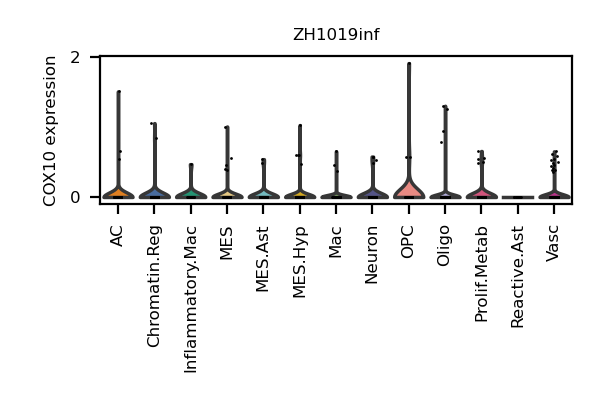 ZH1019inf
COX10 expression
2
0
AC
Chromatin.Reg
Inflammatory.Mac
MES
MES.Ast
MES.Hyp
Mac
Neuron
OPC
Oligo
Prolif.Metab
Reactive.Ast
Vasc